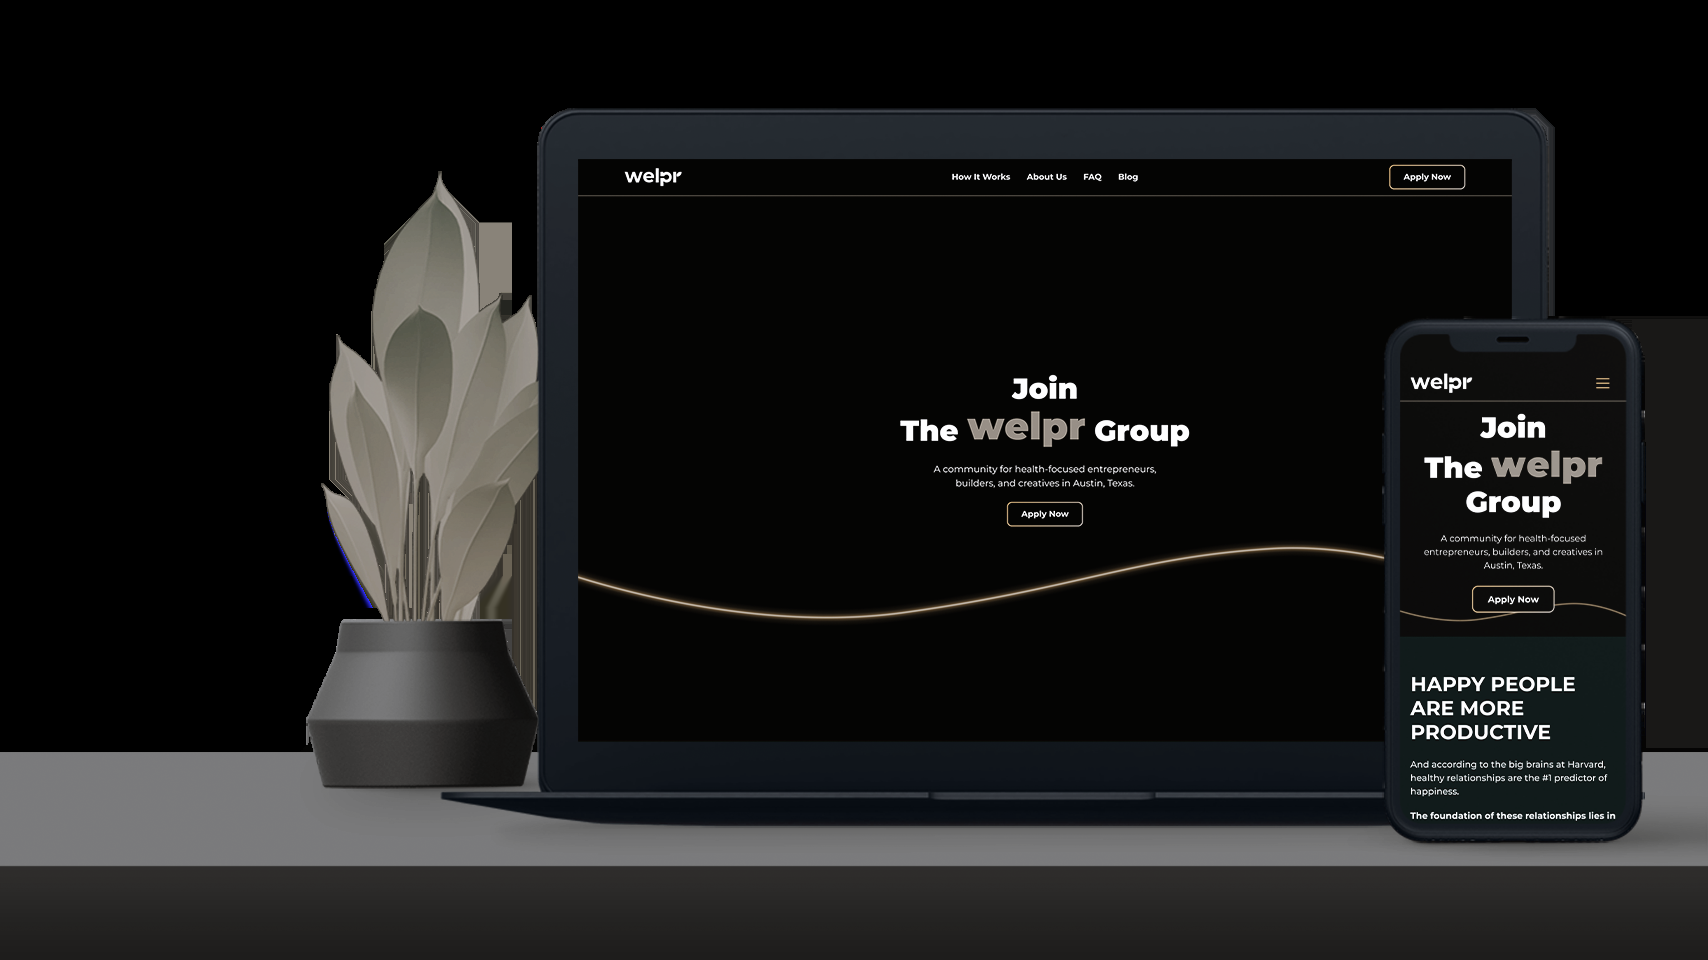 welpr
How It Works About Us FAQ Blog
Apply Now
Join
The welpr Group
A community for health-focused entrepreneurs,
builders, and creatives in Austin, Texas.
Apply Now
welpr
Join
The welpr
Group
A community for health-focused
entrepreneurs, builders, and creatives in
Austin, Texas.
Apply Now
HAPPY PEOPLE
ARE MORE
PRODUCTIVE
And according to the big brains at Harvard,
healthy relationships are the #1 predictor of
happiness.
The foundation of these relationships lies in